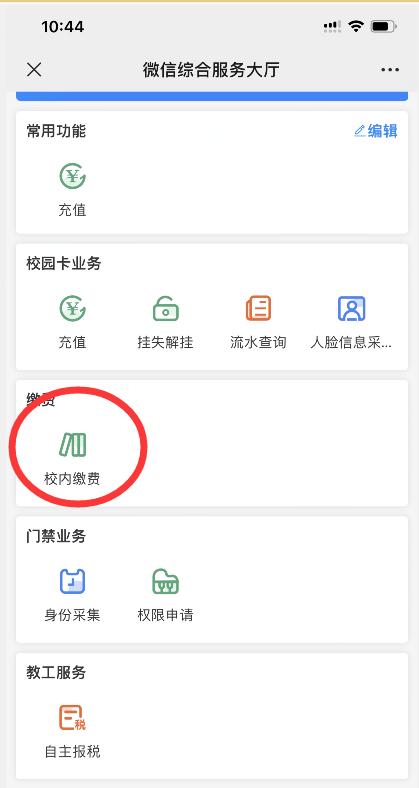 10:44
微信综合服务大厅
常用功能
编辑
充值
校园卡业务
充值 挂失解挂 流水查询 人脸信息采...
缴费
校内缴费
门禁业务
身份采集 权限申请
教工服务
税
自主报税